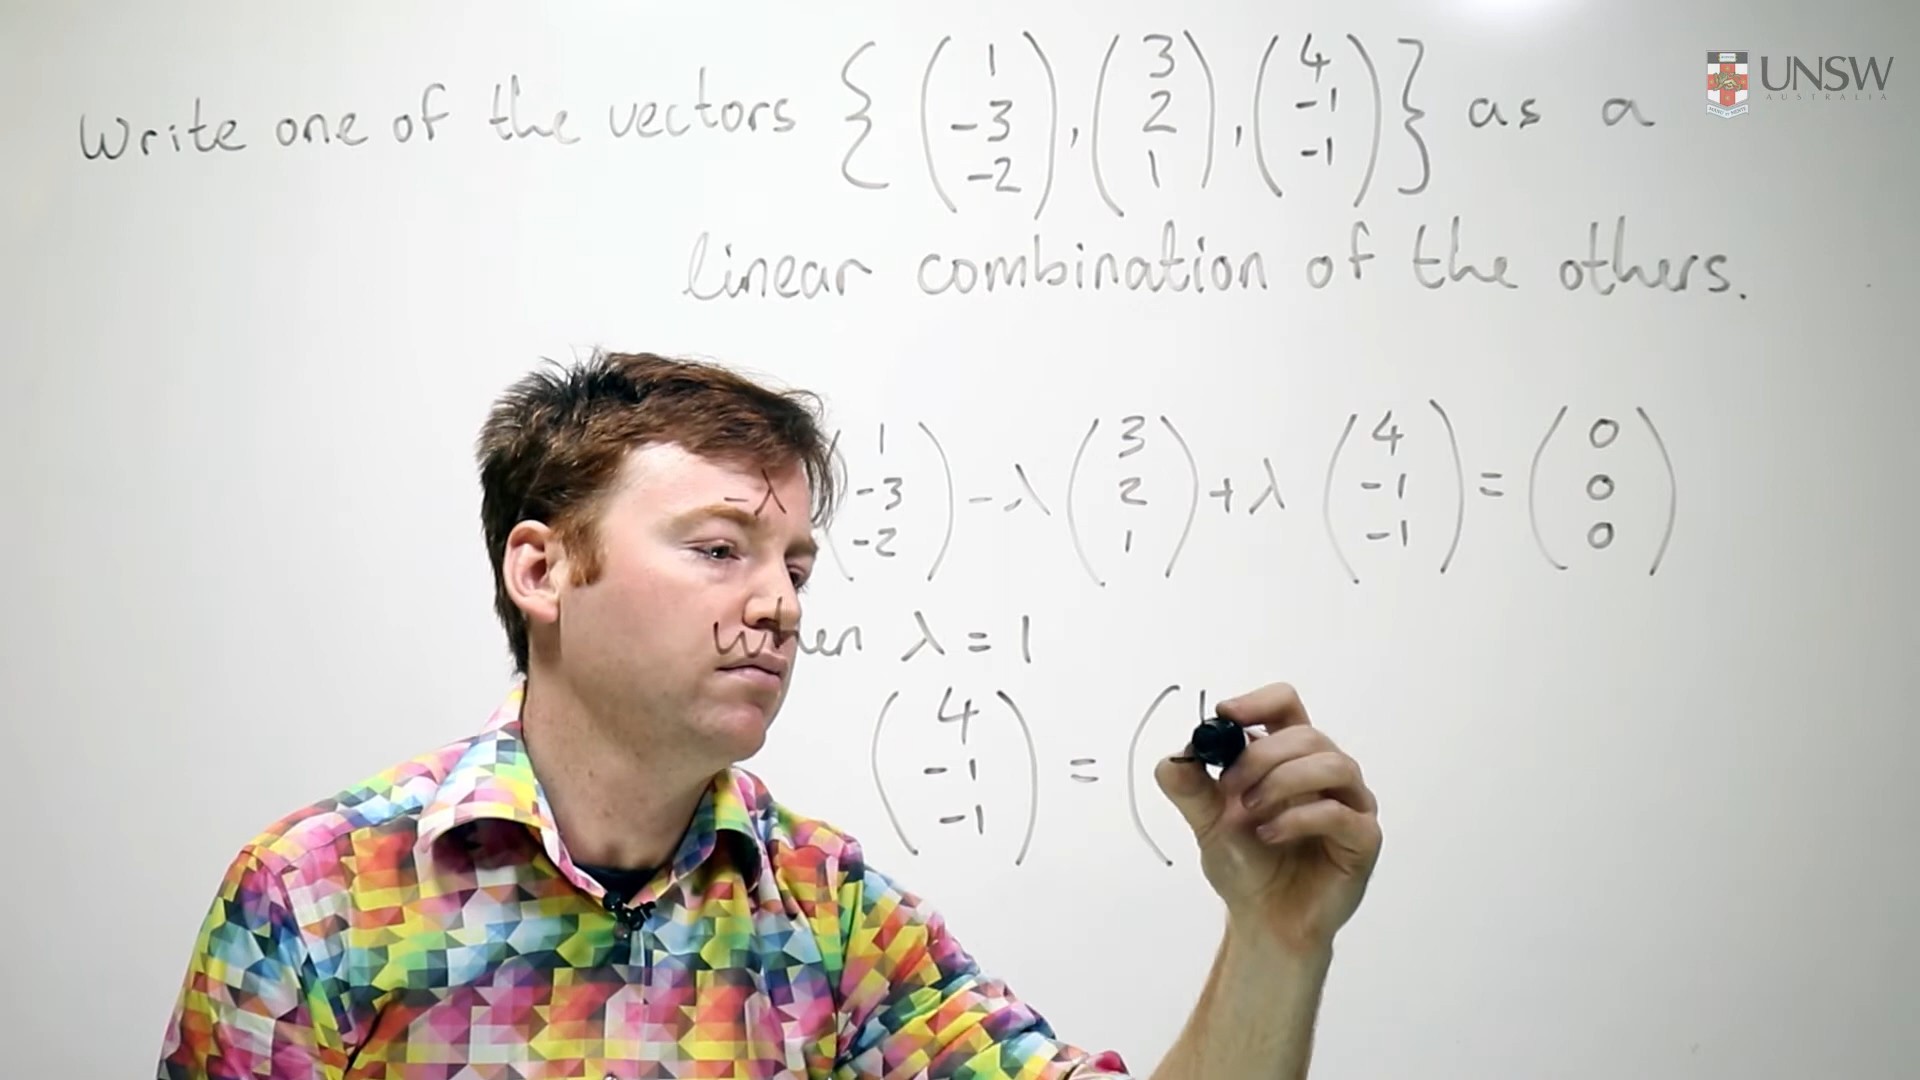 UNSW
AUSTRALIA
Write one of the vectors { (1 -3 -2), (3 2 1), (4 -1 -1) } as a
linear combination of the others.
-λ (1 -3 -2) - λ (3 2 1) + λ (4 -1 -1) = (0 0 0)
When λ = 1
(4 -1 -1) = (1